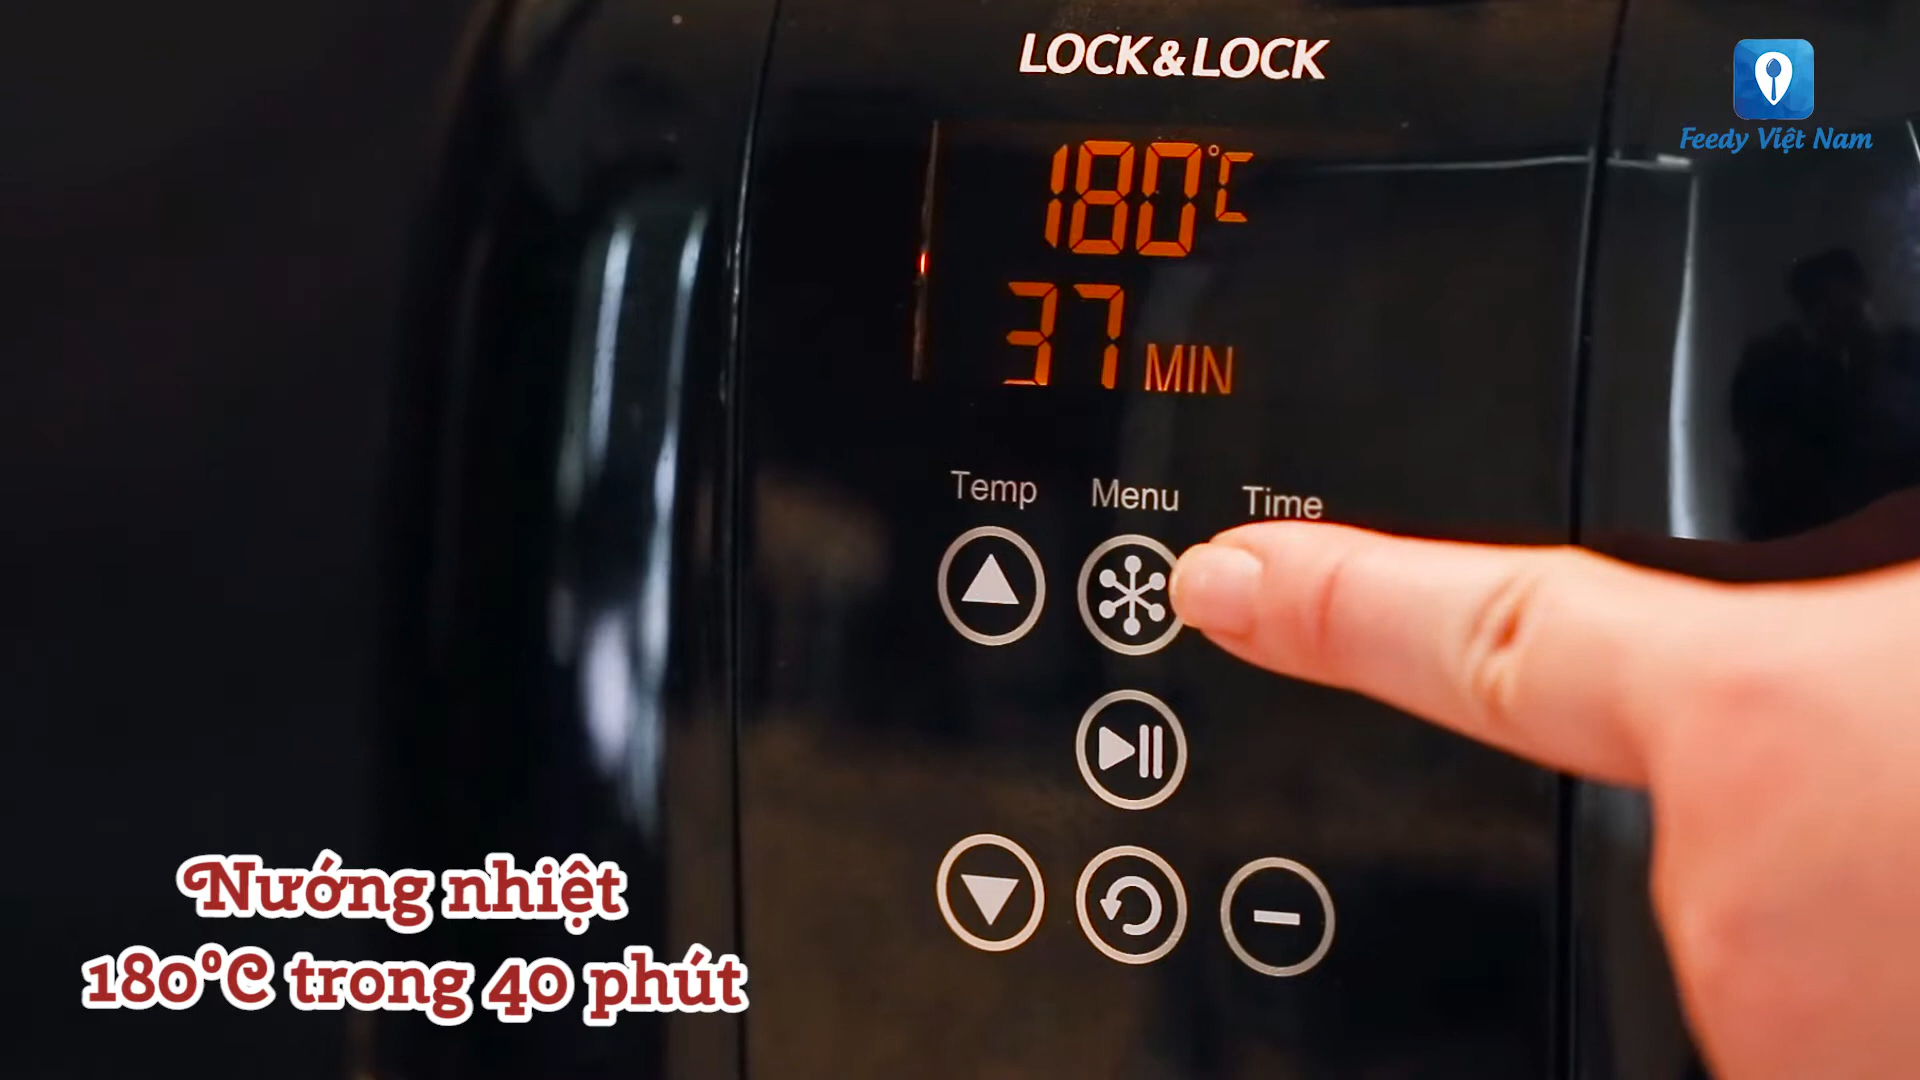 LOCK&LOCK
Feedy Việt Nam
180°C
37 MIN
Temp Menu Time
Nướng nhiệt
180°C trong 40 phút